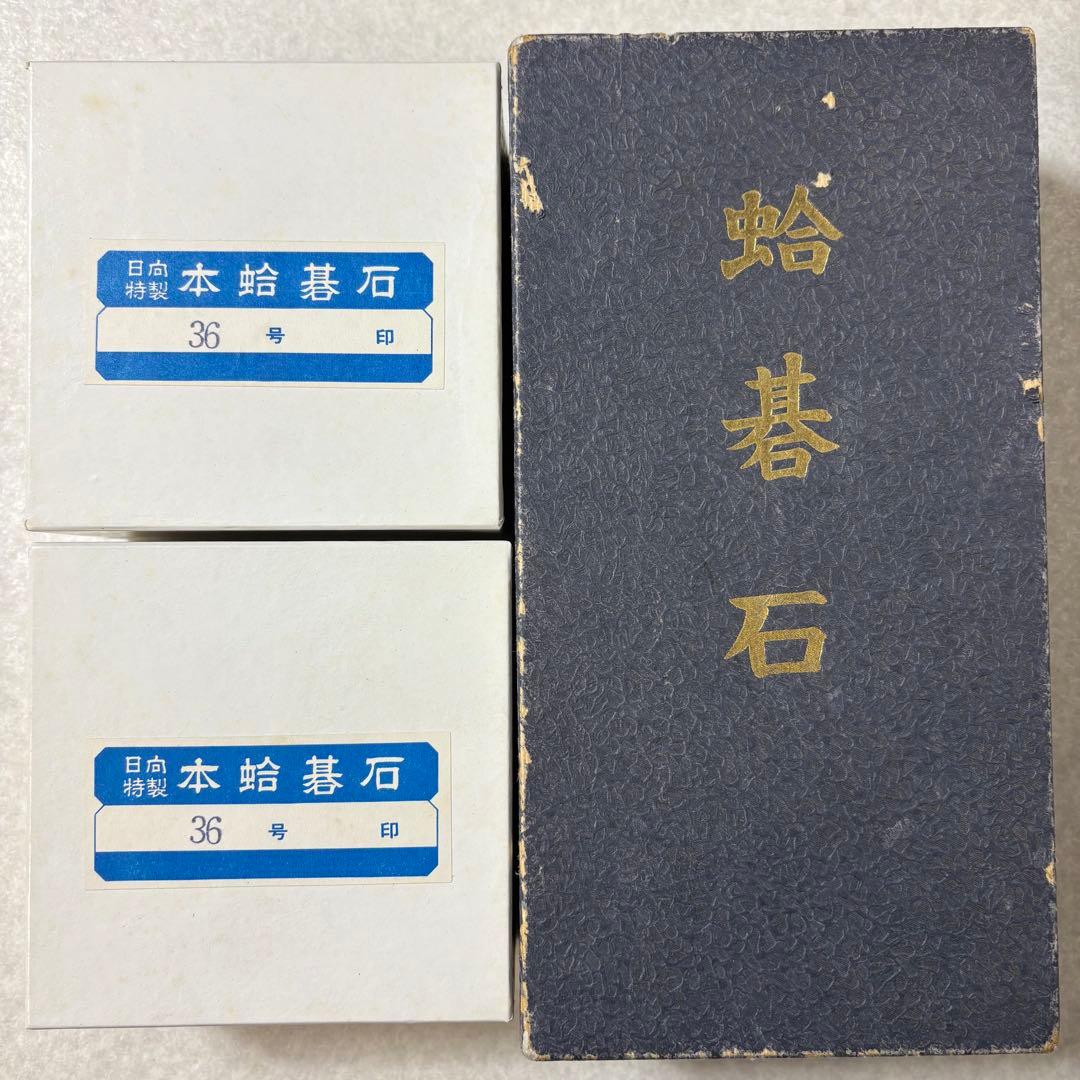 日向
特製
本蛤碁石
36 号 印
日向
特製
本蛤碁石
36 号 印
蛤碁石